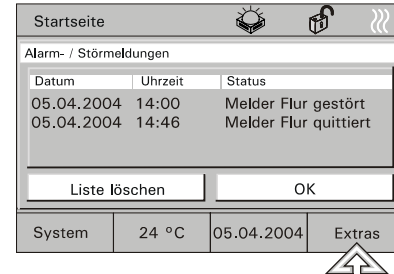 Startseite
Alarm- / Störmeldungen
Datum Uhrzeit Status
05.04.2004 14:00 Melder Flur gestört
05.04.2004 14:46 Melder Flur quittiert
Liste löschen OK
System 24 °C 05.04.2004 Extras